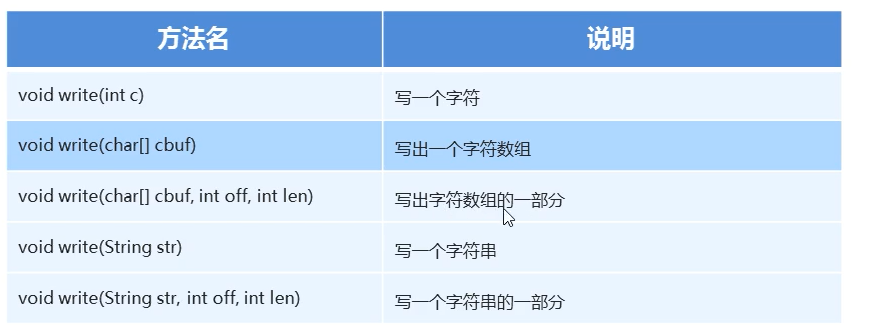 方法名 说明
void write(int c) 写一个字符
void write(char[] cbuf) 写出一个字符数组
void write(char[] cbuf, int off, int len) 写出字符数组的一部分
void write(String str) 写一个字符串
void write(String str, int off, int len) 写一个字符串的一部分